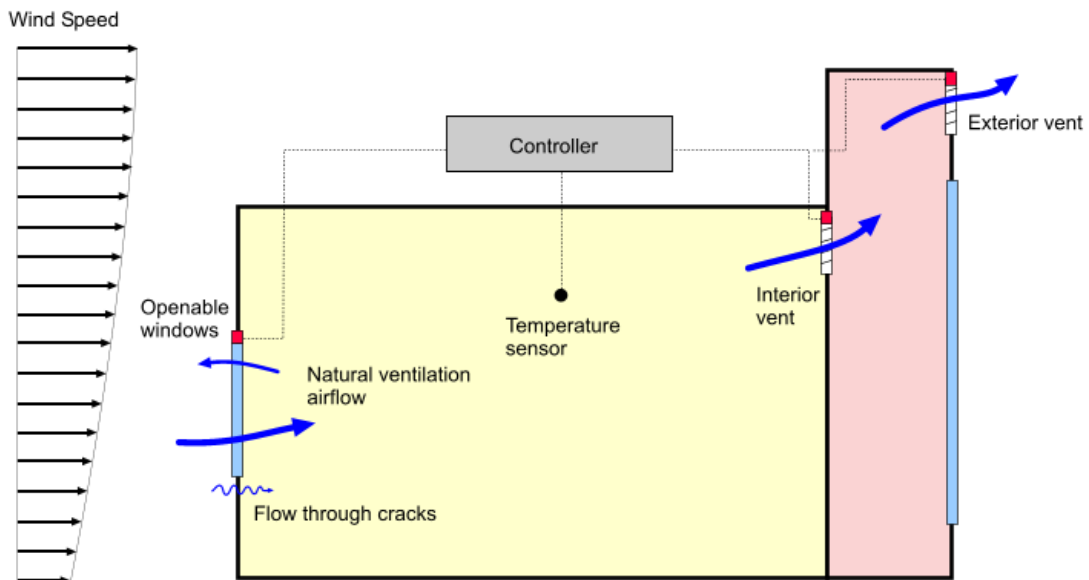 Wind Speed
Controller
Exterior vent
Openable
windows
Interior
vent
Temperature
sensor
Natural ventilation
airflow
Flow through cracks